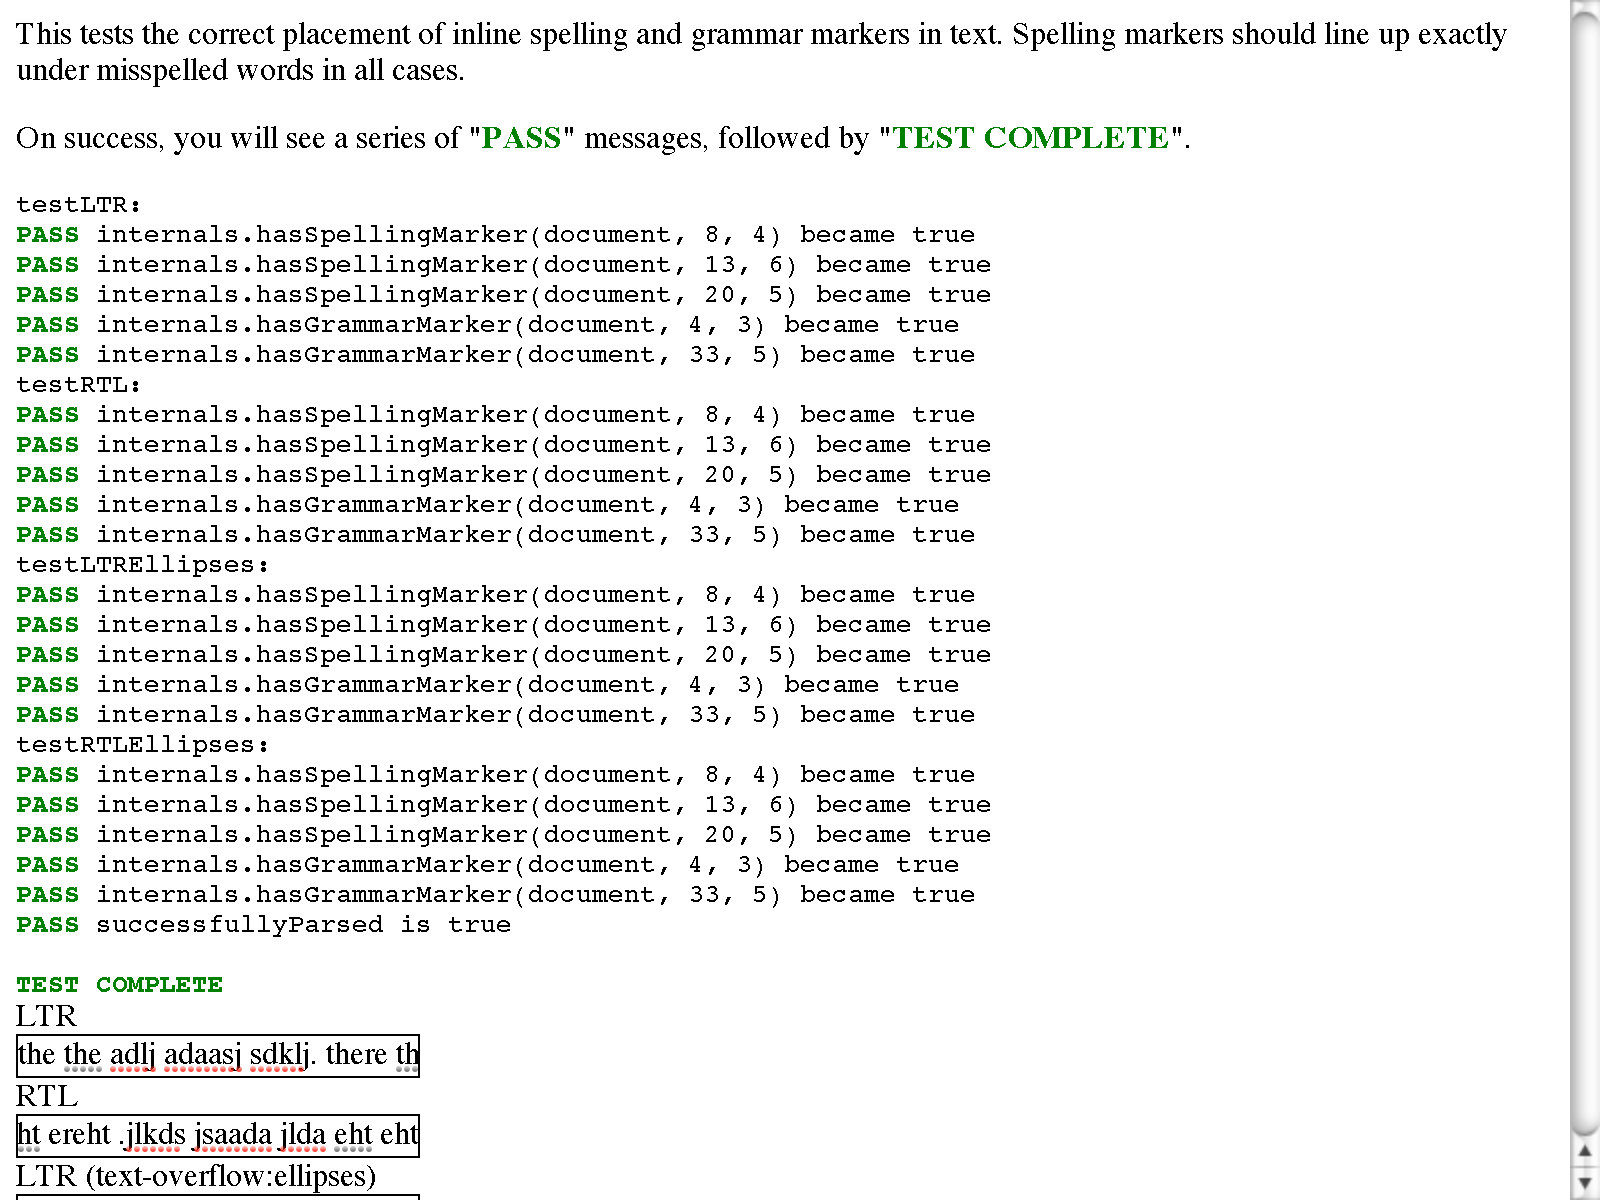 This tests the correct placement of inline spelling and grammar markers in text. Spelling markers should line up exactly
under misspelled words in all cases.
On success, you will see a series of "PASS" messages, followed by "TEST COMPLETE".
testLTR:
PASS internals.hasSpellingMarker(document, 8, 4) became true
PASS internals.hasSpellingMarker(document, 13, 6) became true
PASS internals.hasSpellingMarker(document, 20, 5) became true
PASS internals.hasGrammarMarker(document, 4, 3) became true
PASS internals.hasGrammarMarker(document, 33, 5) became true
testRTL:
PASS internals.hasSpellingMarker(document, 8, 4) became true
PASS internals.hasSpellingMarker(document, 13, 6) became true
PASS internals.hasSpellingMarker(document, 20, 5) became true
PASS internals.hasGrammarMarker(document, 4, 3) became true
PASS internals.hasGrammarMarker(document, 33, 5) became true
testLTREllipses:
PASS internals.hasSpellingMarker(document, 8, 4) became true
PASS internals.hasSpellingMarker(document, 13, 6) became true
PASS internals.hasSpellingMarker(document, 20, 5) became true
PASS internals.hasGrammarMarker(document, 4, 3) became true
PASS internals.hasGrammarMarker(document, 33, 5) became true
testRTLEllipses:
PASS internals.hasSpellingMarker(document, 8, 4) became true
PASS internals.hasSpellingMarker(document, 13, 6) became true
PASS internals.hasSpellingMarker(document, 20, 5) became true
PASS internals.hasGrammarMarker(document, 4, 3) became true
PASS internals.hasGrammarMarker(document, 33, 5) became true
PASS successfullyParsed is true
TEST COMPLETE
LTR
the the adlj adaasj sdklj. there th
RTL
ht ereht .jlkds jsaada jlda eht eht
LTR (text-overflow:ellipses)